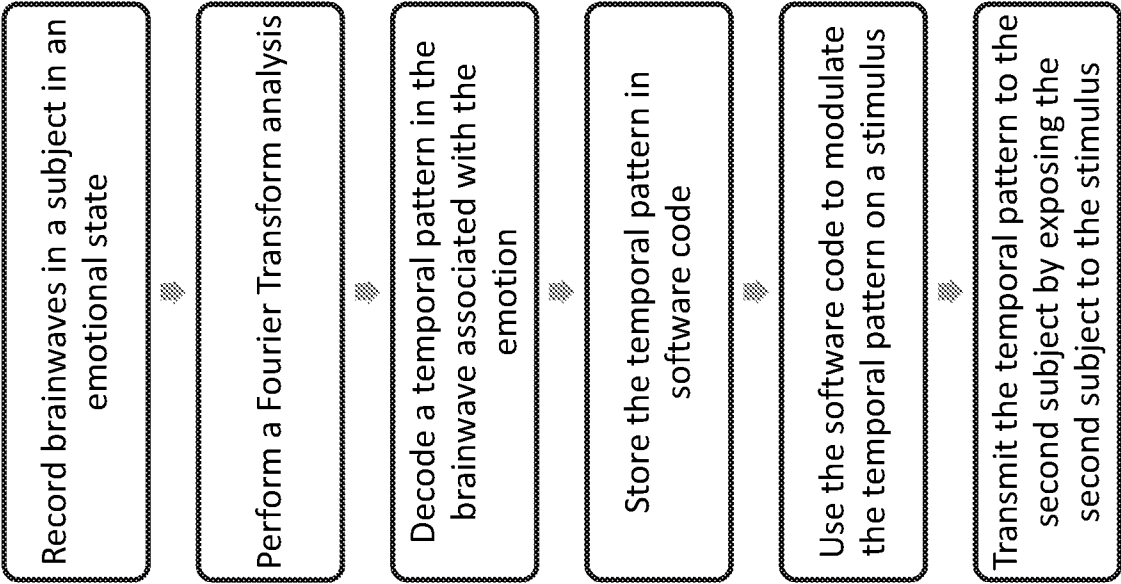 Record brainwaves in a subject in an
emotional state
Perform a Fourier Transform analysis
Decode a temporal pattern in the
brainwave associated with the
emotion
Store the temporal pattern in
software code
Use the software code to modulate
the temporal pattern on a stimulus
Transmit the temporal pattern to the
second subject by exposing the
second subject to the stimulus